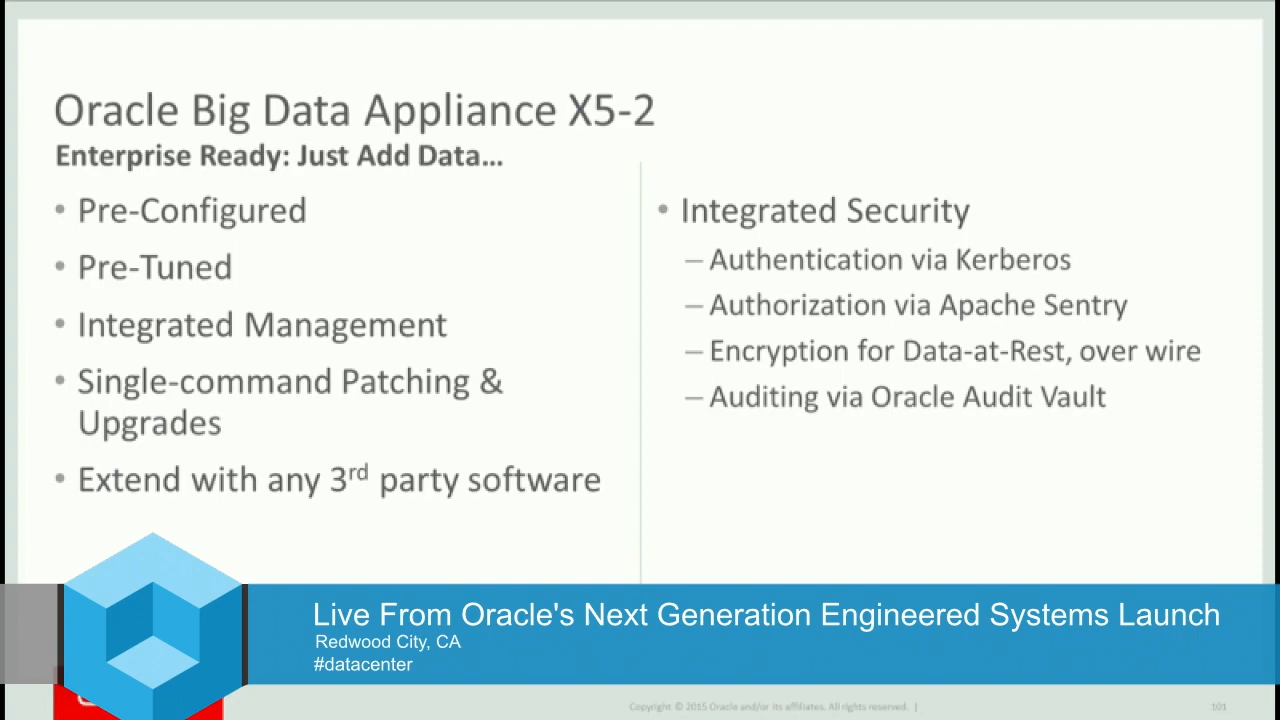 Oracle Big Data Appliance X5-2
Enterprise Ready: Just Add Data...
• Pre-Configured
• Pre-Tuned
• Integrated Management
• Single-command Patching &
Upgrades
• Extend with any 3rd party software
• Integrated Security
– Authentication via Kerberos
– Authorization via Apache Sentry
– Encryption for Data-at-Rest, over wire
– Auditing via Oracle Audit Vault
Live From Oracle's Next Generation Engineered Systems Launch
Redwood City, CA
#datacenter
Copyright © 2015 Oracle and/or its affiliates. All rights reserved. |
101